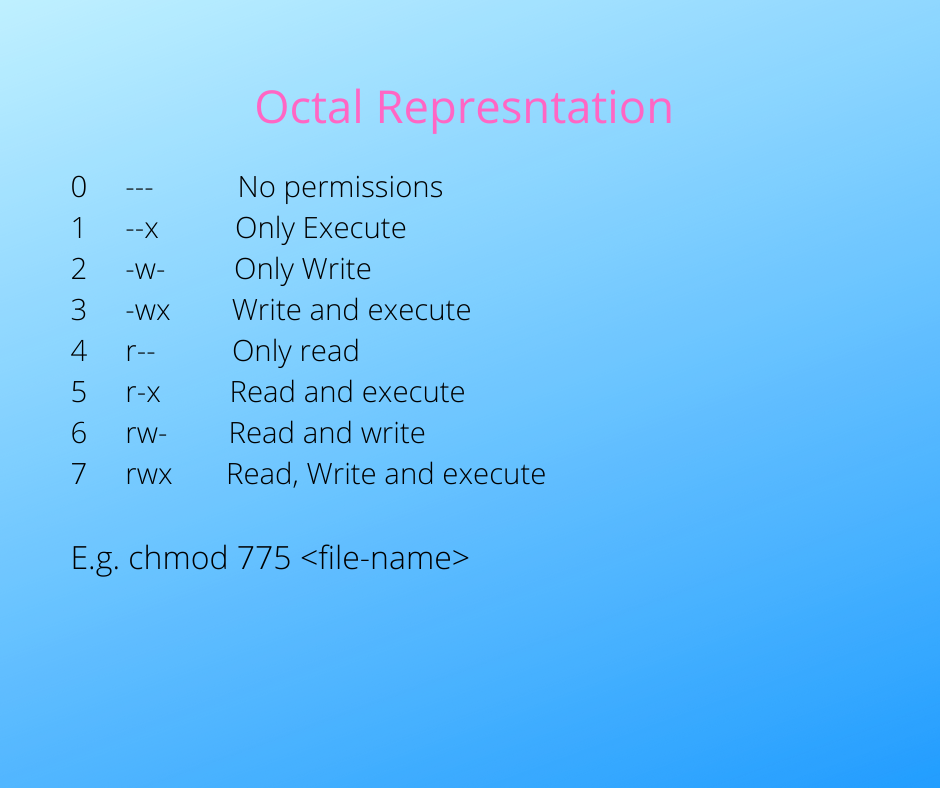 Octal Represntation
0 --- No permissions
1 --x Only Execute
2 -w- Only Write
3 -wx Write and execute
4 r-- Only read
5 r-x Read and execute
6 rw- Read and write
7 rwx Read, Write and execute
E.g. chmod 775 <file-name>